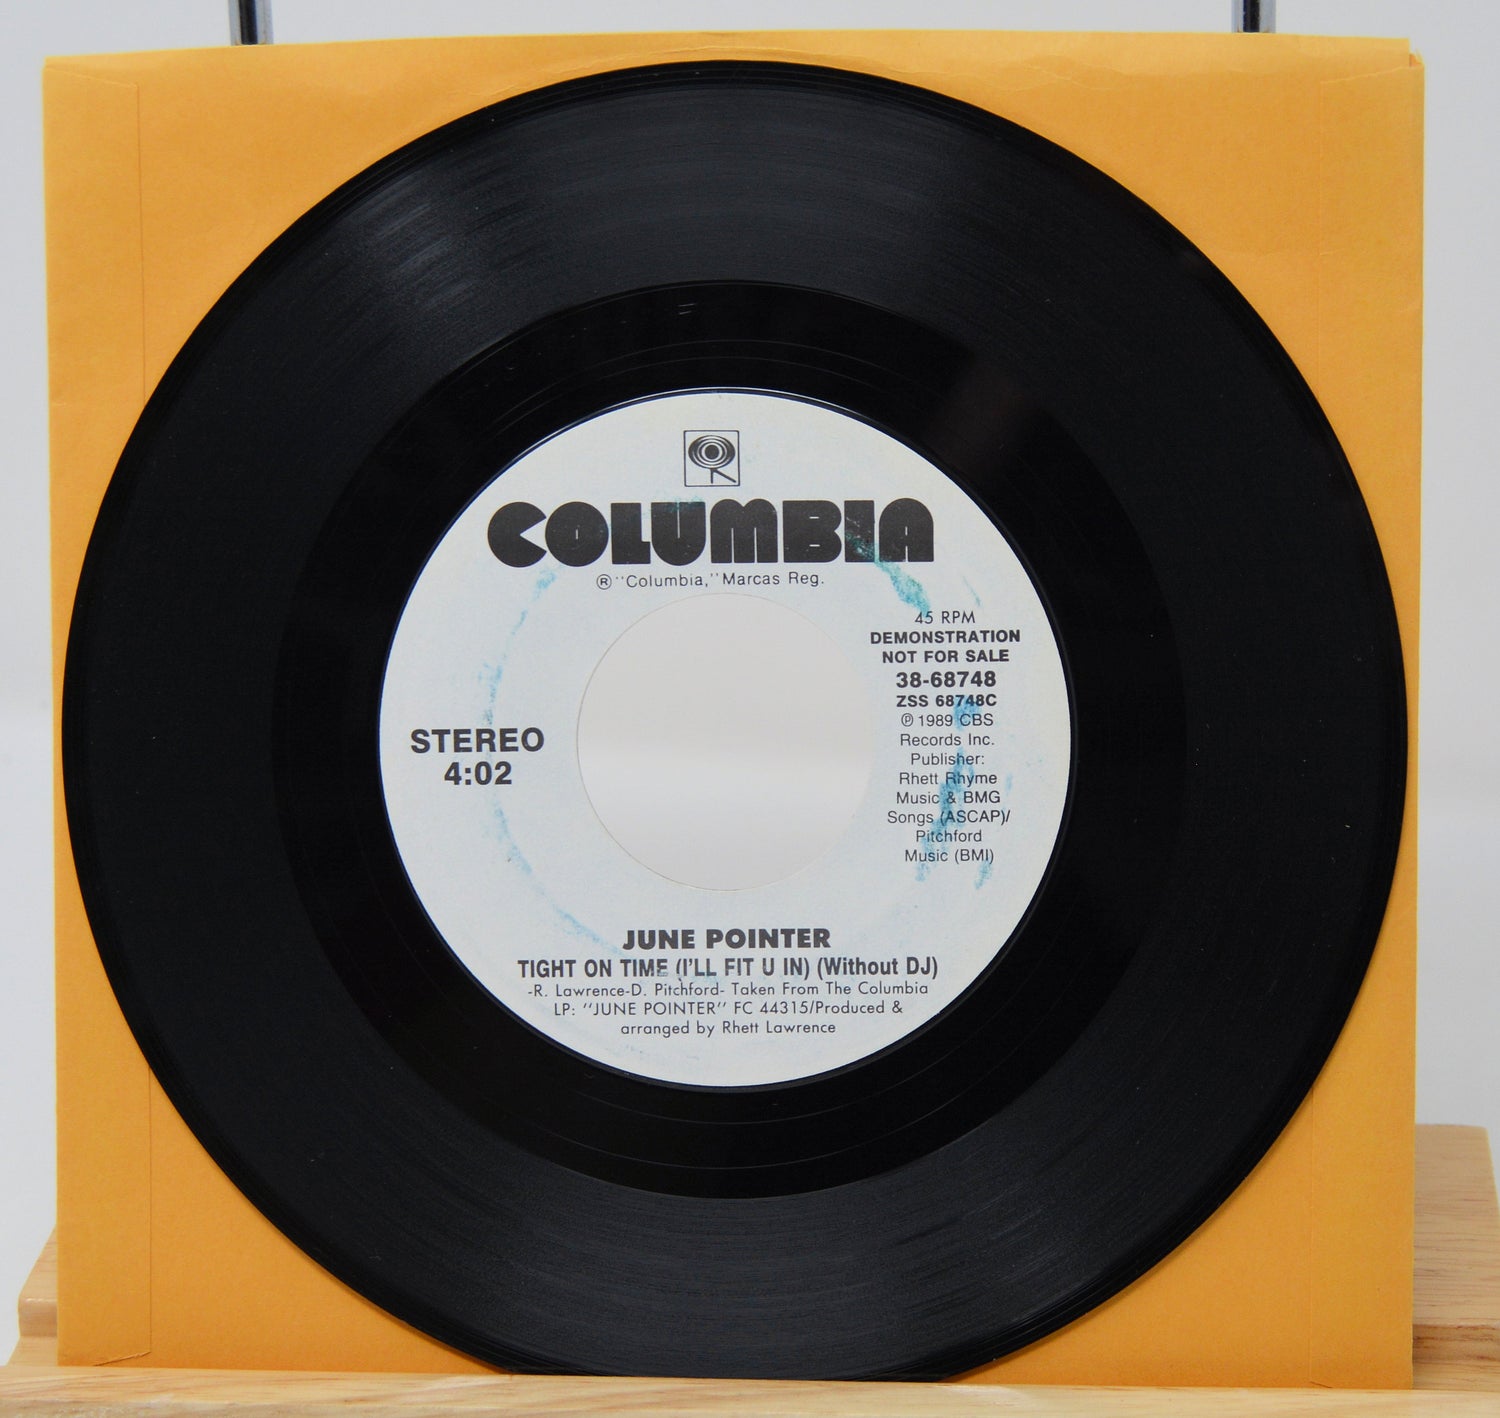 COLUMBIA
® "Columbia," Marcas Reg.
45 RPM
DEMONSTRATION
NOT FOR SALE
38-68748
ZSS 68748C
℗ 1989 CBS
Records Inc.
Publisher:
Rhett Rhyme
Music & BMG
Songs (ASCAP)/
Pitchford
Music (BMI)
STEREO
4:02
JUNE POINTER
TIGHT ON TIME (I'LL FIT U IN) (Without DJ)
-R. Lawrence-D. Pitchford- Taken From The Columbia
LP: "JUNE POINTER" FC 44315/Produced &
arranged by Rhett Lawrence